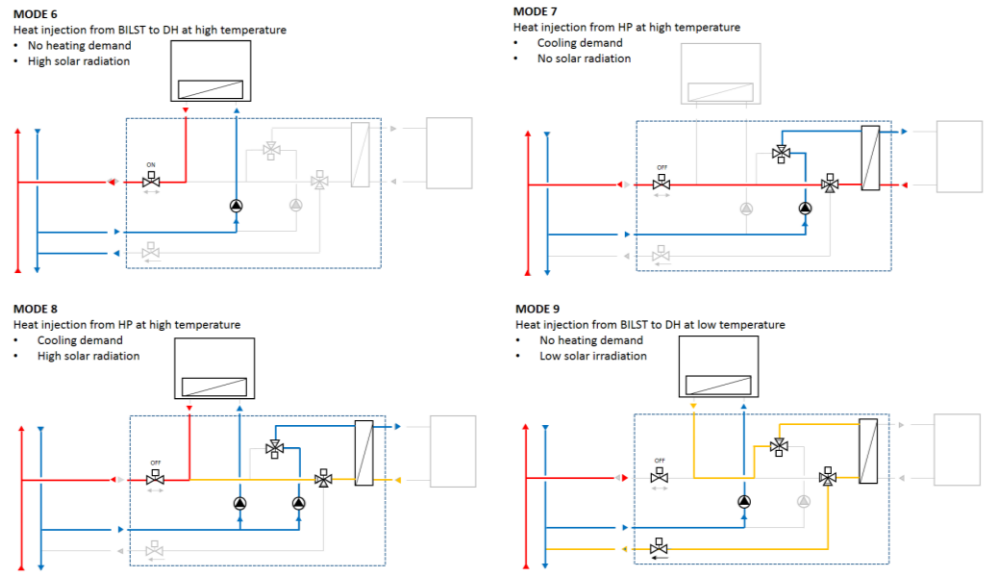 MODE 6
Heat injection from BILST to DH at high temperature
• No heating demand
• High solar radiation
ON
MODE 7
Heat injection from HP at high temperature
• Cooling demand
• No solar radiation
OFF
MODE 8
Heat injection from HP at high temperature
• Cooling demand
• High solar radiation
OFF
MODE 9
Heat injection from BILST to DH at low temperature
• No heating demand
• Low solar irradiation
OFF